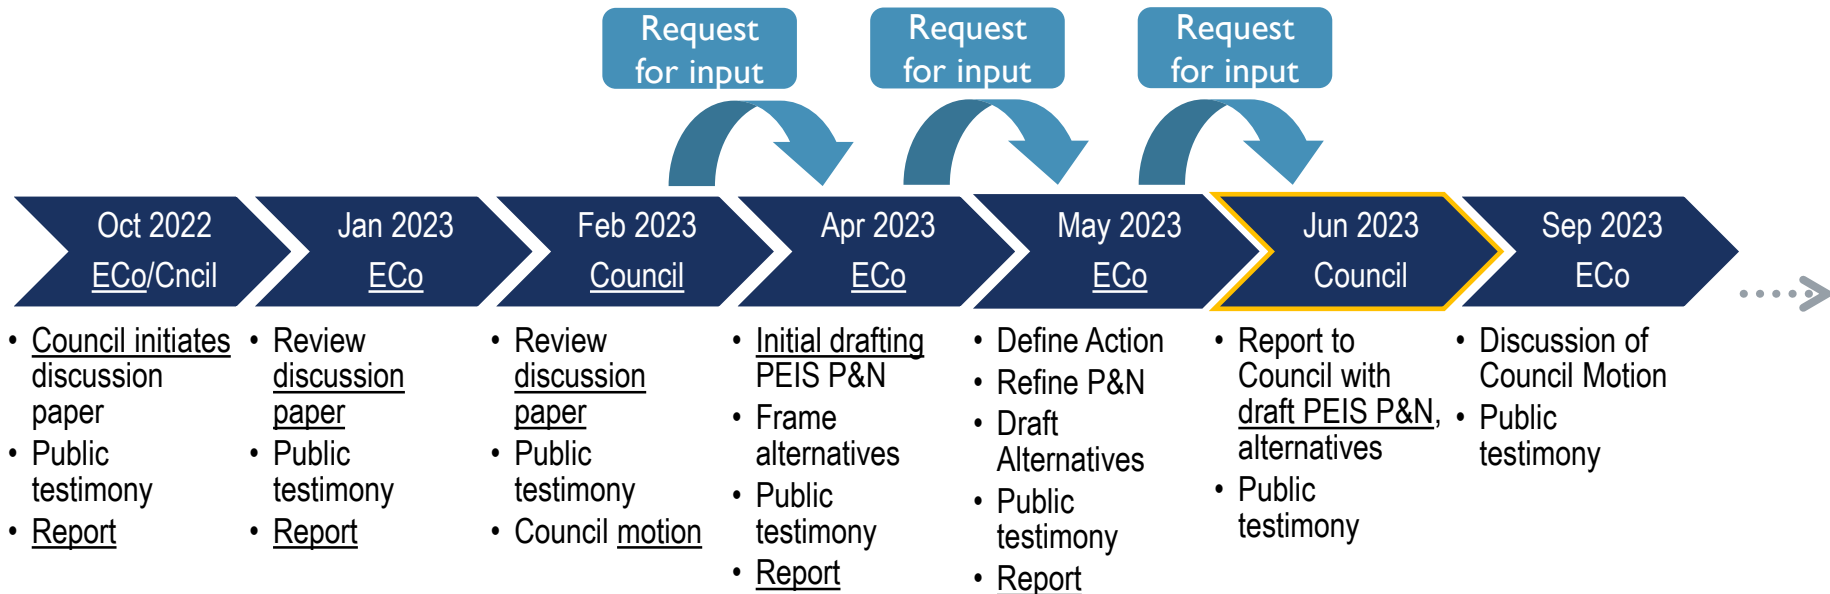 Request
for input
Request
for input
Request
for input
Oct 2022
ECo/Cncil
Jan 2023
ECo
Feb 2023
Council
Apr 2023
ECo
May 2023
ECo
Jun 2023
Council
Sep 2023
ECo
• Council initiates
discussion
paper
• Public
testimony
• Report
• Review
discussion
paper
• Public
testimony
• Report
• Review
discussion
paper
• Public
testimony
• Council motion
• Initial drafting
PEIS P&N
• Frame
alternatives
• Public
testimony
• Report
• Define Action
• Refine P&N
• Draft
Alternatives
• Public
testimony
• Report
• Report to
Council with
draft PEIS P&N,
alternatives
• Public
testimony
• Discussion of
Council Motion
• Public
testimony